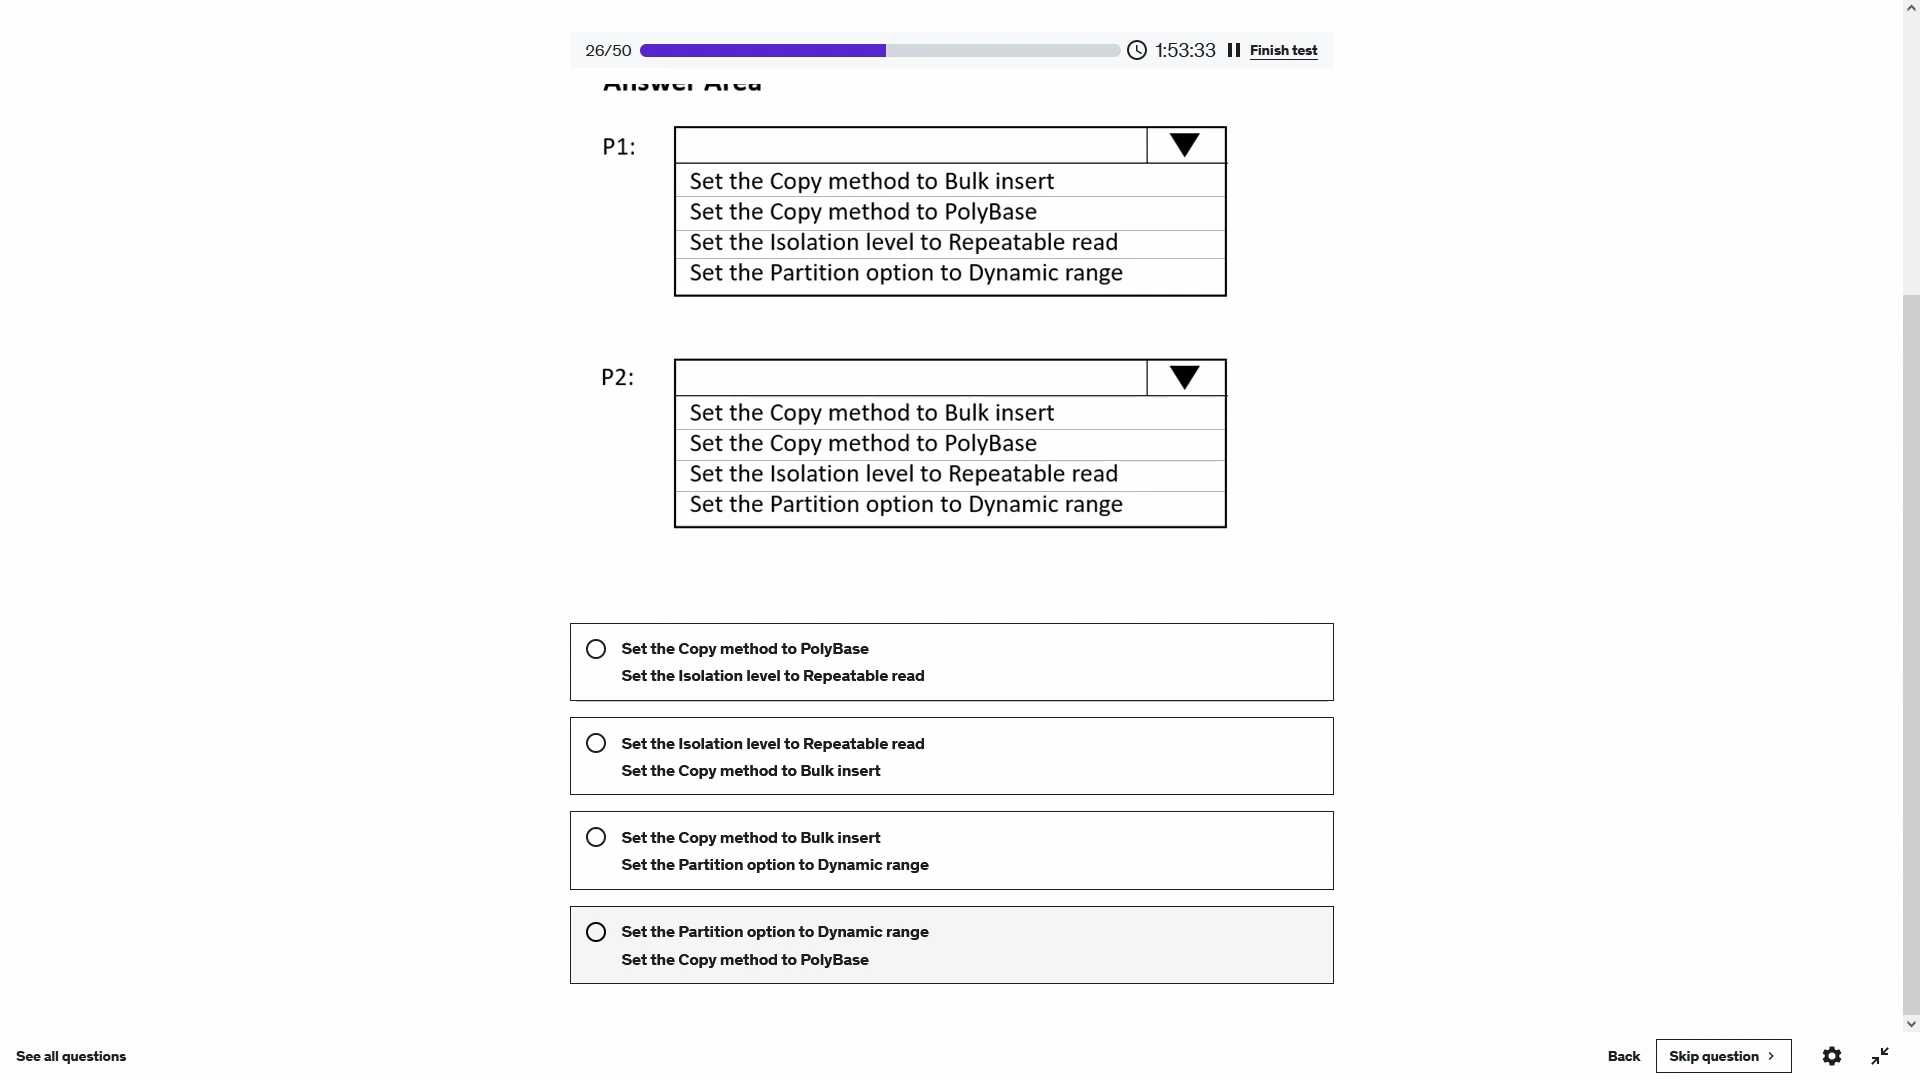 26/50 1:53:33 Finish test
Answer Area
P1:
Set the Copy method to Bulk insert
Set the Copy method to PolyBase
Set the Isolation level to Repeatable read
Set the Partition option to Dynamic range
P2:
Set the Copy method to Bulk insert
Set the Copy method to PolyBase
Set the Isolation level to Repeatable read
Set the Partition option to Dynamic range
Set the Copy method to PolyBase
Set the Isolation level to Repeatable read
Set the Isolation level to Repeatable read
Set the Copy method to Bulk insert
Set the Copy method to Bulk insert
Set the Partition option to Dynamic range
Set the Partition option to Dynamic range
Set the Copy method to PolyBase
See all questions Back Skip question